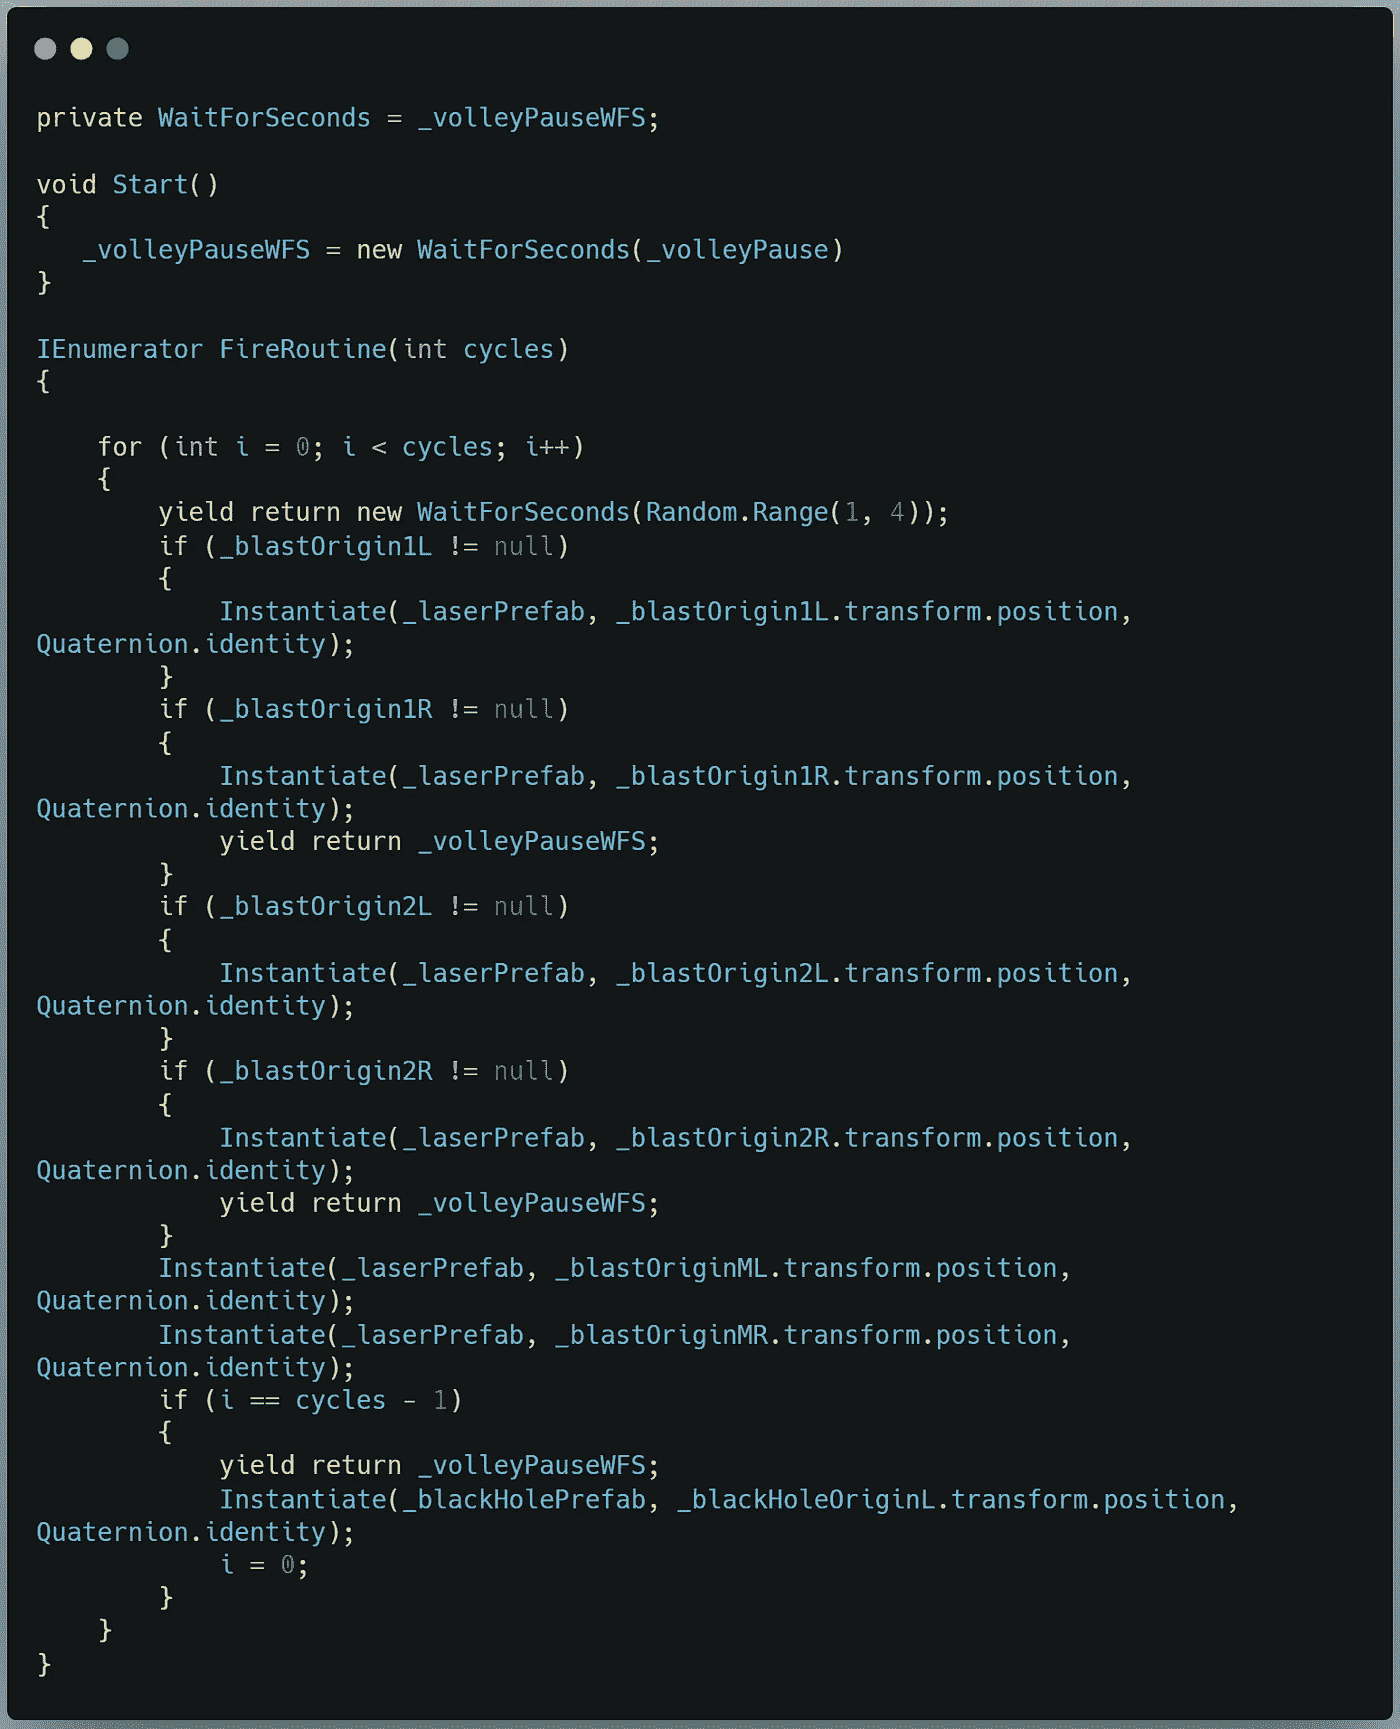 private WaitForSeconds = _volleyPauseWFS;

void Start()
{
   _volleyPauseWFS = new WaitForSeconds(_volleyPause)
}

IEnumerator FireRoutine(int cycles)
{

    for (int i = 0; i < cycles; i++)
    {
        yield return new WaitForSeconds(Random.Range(1, 4));
        if (_blastOrigin1L != null)
        {
            Instantiate(_laserPrefab, _blastOrigin1L.transform.position,
Quaternion.identity);
        }
        if (_blastOrigin1R != null)
        {
            Instantiate(_laserPrefab, _blastOrigin1R.transform.position,
Quaternion.identity);
            yield return _volleyPauseWFS;
        }
        if (_blastOrigin2L != null)
        {
            Instantiate(_laserPrefab, _blastOrigin2L.transform.position,
Quaternion.identity);
        }
        if (_blastOrigin2R != null)
        {
            Instantiate(_laserPrefab, _blastOrigin2R.transform.position,
Quaternion.identity);
            yield return _volleyPauseWFS;
        }
        Instantiate(_laserPrefab, _blastOriginML.transform.position,
Quaternion.identity);
        Instantiate(_laserPrefab, _blastOriginMR.transform.position,
Quaternion.identity);
        if (i == cycles - 1)
        {
            yield return _volleyPauseWFS;
            Instantiate(_blackHolePrefab, _blackHoleOriginL.transform.position,
Quaternion.identity);
            i = 0;
        }
    }
}